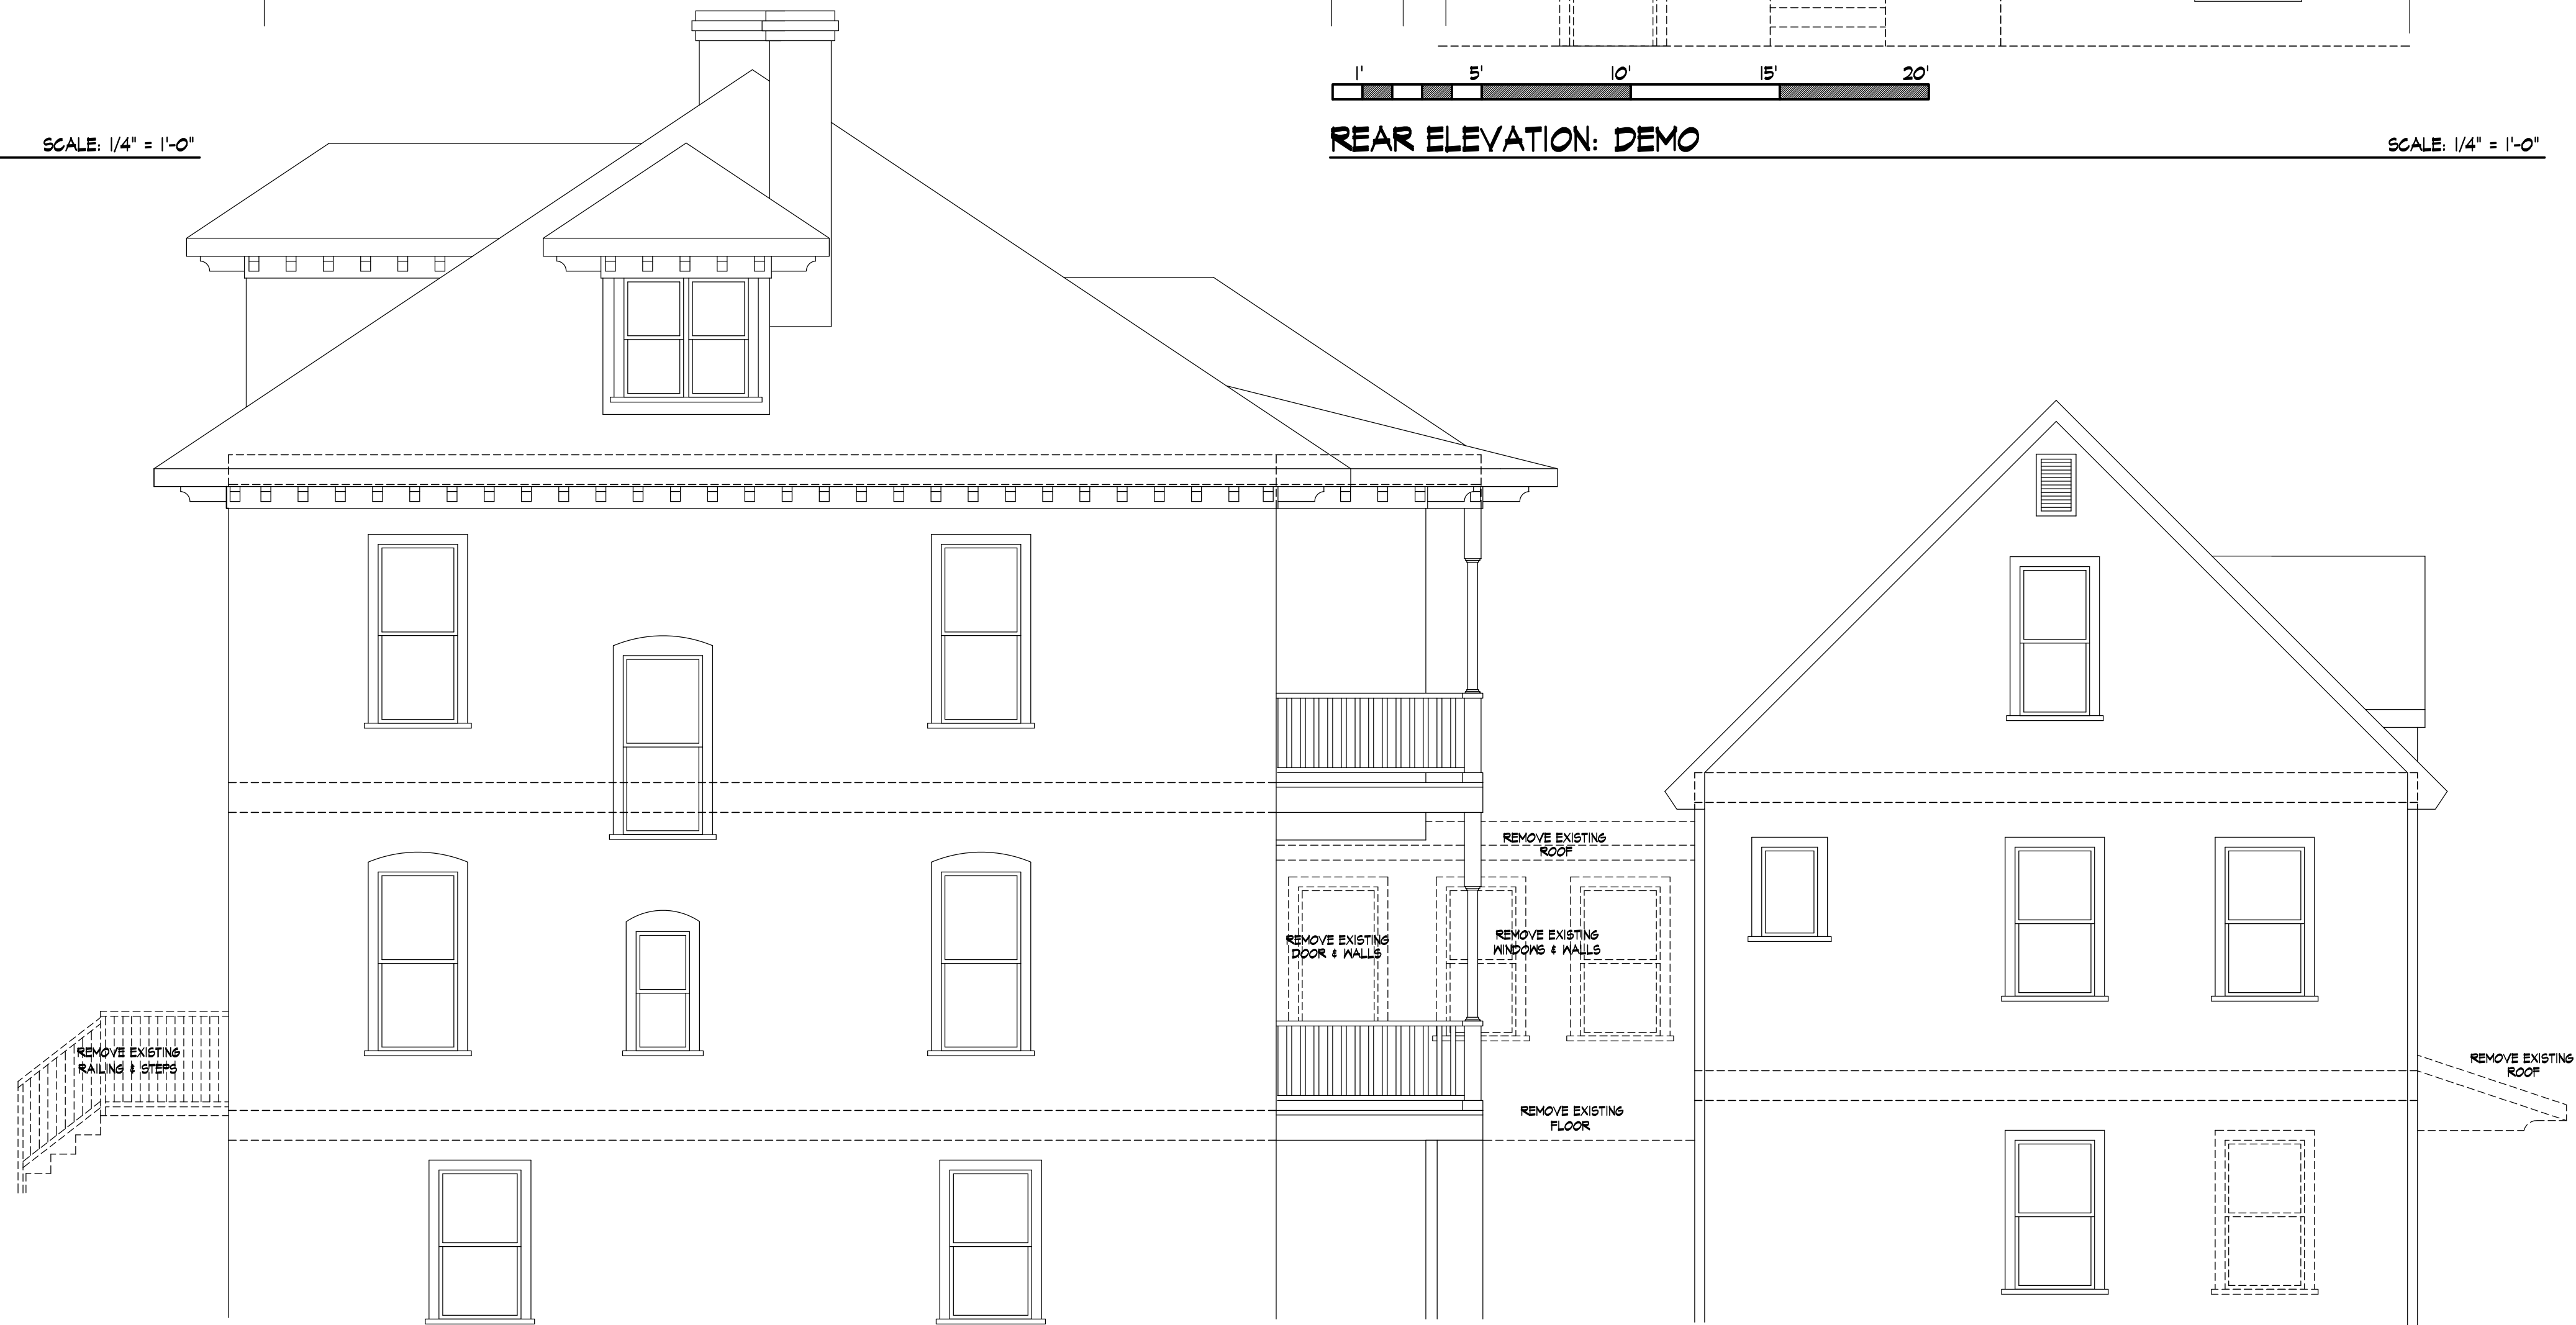 1' 5' 10' 15' 20'
SCALE: 1/4" = 1'-0"
REAR ELEVATION: DEMO
SCALE: 1/4" = 1'-0"
REMOVE EXISTING
ROOF
REMOVE EXISTING
DOOR & WALLS
REMOVE EXISTING
WINDOWS & WALLS
REMOVE EXISTING
RAILING & STEPS
REMOVE EXISTING
ROOF
REMOVE EXISTING
FLOOR